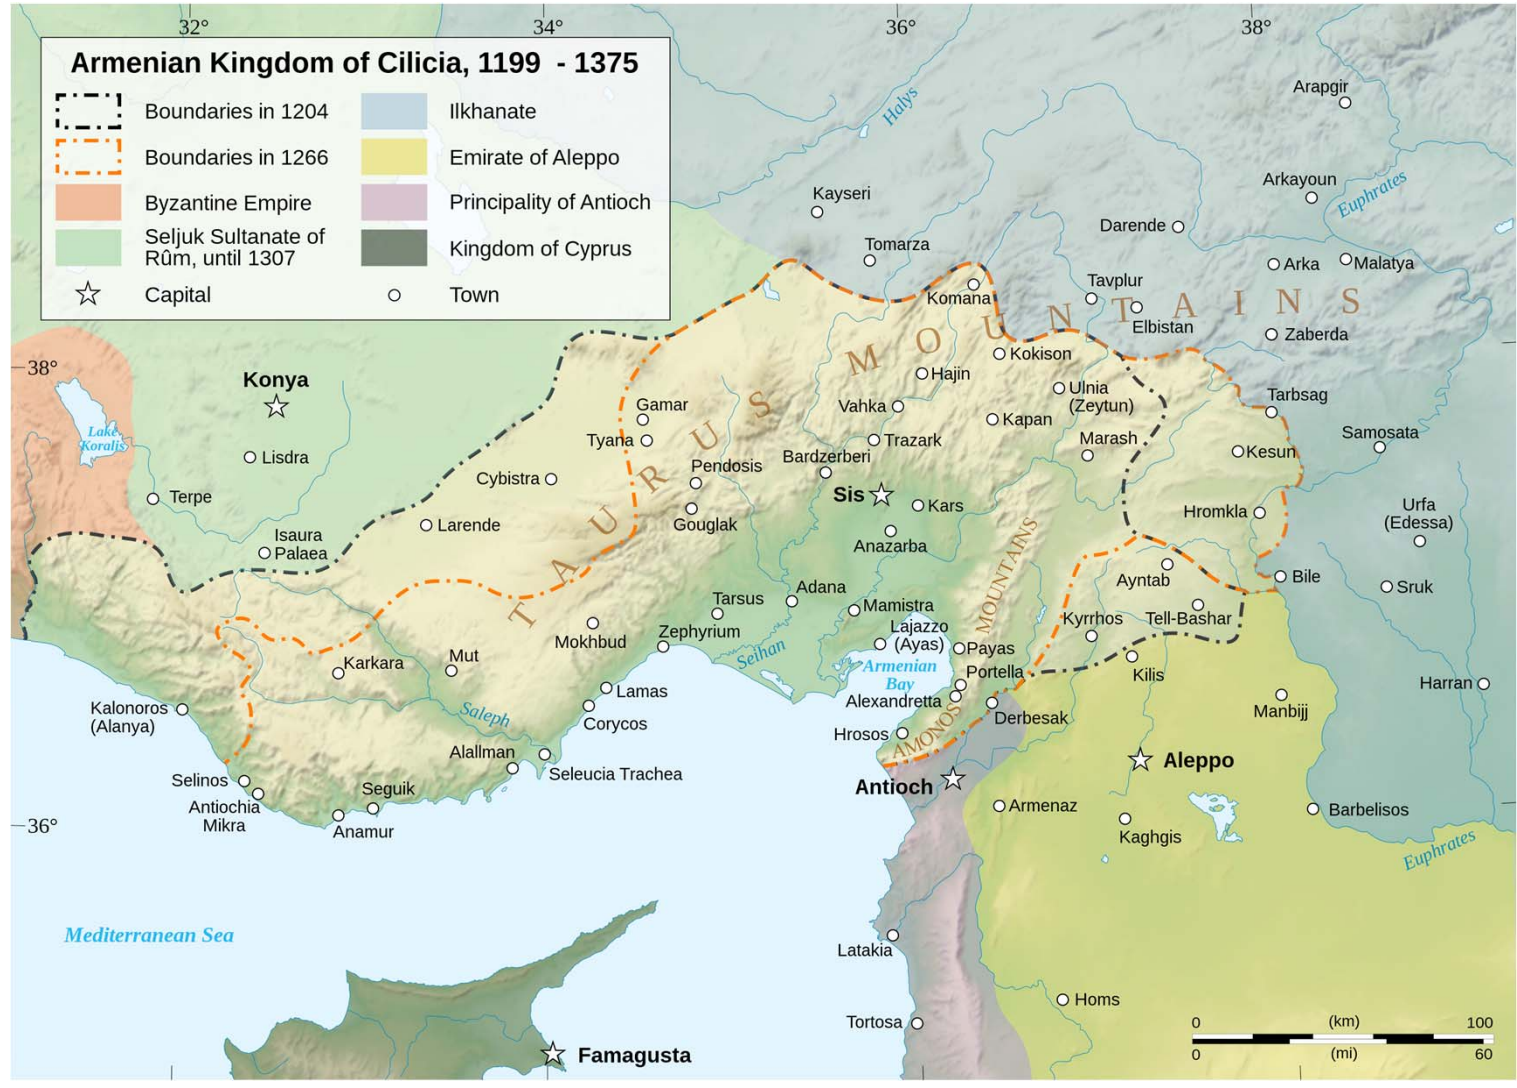 32°
34°
36°
38°
Armenian Kingdom of Cilicia, 1199 - 1375
Boundaries in 1204
Boundaries in 1266
Byzantine Empire
Seljuk Sultanate of
Rûm, until 1307
Capital
Ilkhanate
Emirate of Aleppo
Principality of Antioch
Kingdom of Cyprus
Town
Halys
Arapgir
Kayseri
Arkayoun
Euphrates
Darende
Tomarza
Arka
Malatya
Tavplur
Komana
Elbistan
TAURUS MOUNTAINS
Zaberda
38°
Konya
Kokison
Hajin
Ulnia
(Zeytun)
Tarbsag
Gamar
Vahka
Kapan
Lake
Koralis
Tyana
Trazark
Marash
Samosata
Lisdra
Bardzerberi
Kesun
Pendosis
Cybistra
Terpe
Sis
Kars
Hromkla
Urfa
(Edessa)
Larende
Gouglak
Isaura
Palaea
Anazarba
AMONOS MOUNTAINS
Ayntab
Bile
Sruk
Adana
Tarsus
Mamistra
Kyrrhos
Tell-Bashar
Mokhbud
Zephyrium
Lajazzo
(Ayas)
Payas
Seihan
Armenian
Bay
Karkara
Mut
Portella
Kilis
Harran
Lamas
Alexandretta
Kalonoros
(Alanya)
Saleph
Corycos
Derbesak
Manbijj
Hrosos
Alallman
Aleppo
Seleucia Trachea
Selinos
Antioch
Seguik
Antiochia
Mikra
Armenaz
Barbelisos
36°
Anamur
Kaghgis
Euphrates
Mediterranean Sea
Latakia
Homs
Tortosa
0 (km) 100
0 (mi) 60
Famagusta